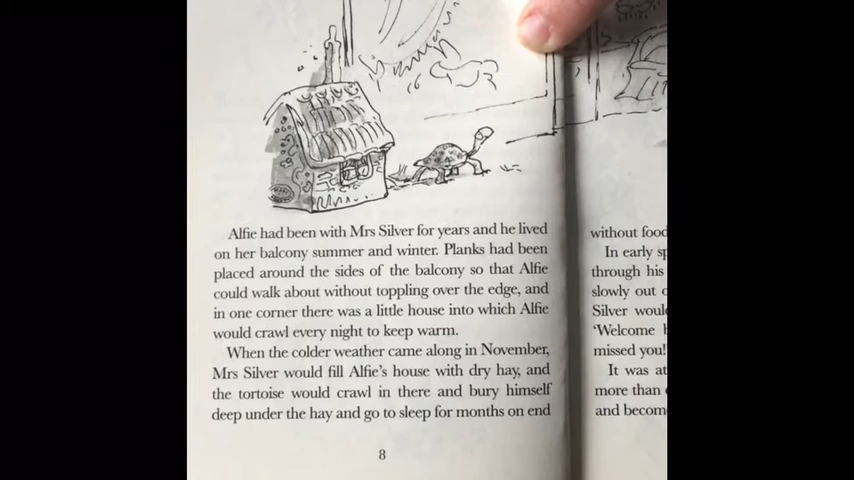 Alfie had been with Mrs Silver for years and he lived
on her balcony summer and winter. Planks had been
placed around the sides of the balcony so that Alfie
could walk about without toppling over the edge, and
in one corner there was a little house into which Alfie
would crawl every night to keep warm.
When the colder weather came along in November,
Mrs Silver would fill Alfie's house with dry hay, and
the tortoise would crawl in there and bury himself
deep under the hay and go to sleep for months on end
8
without food
In early
through his
slowly out
Silver
‘Welcome
missed you!
It was at
more than
and